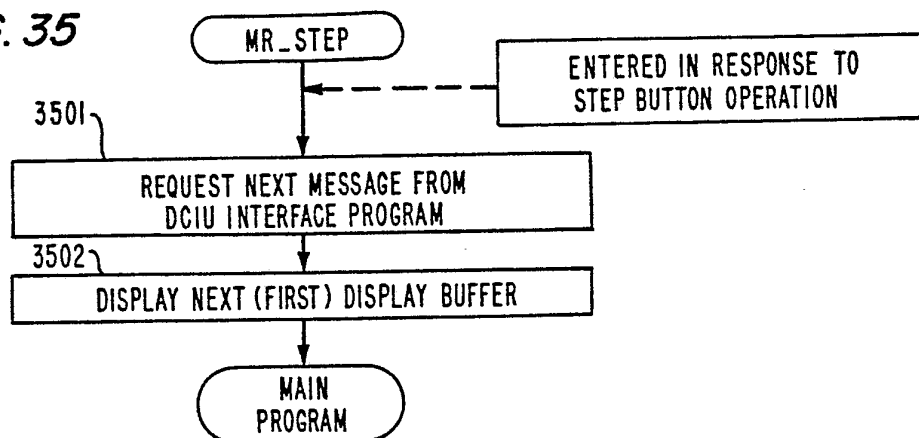 G. 35
MR_STEP
ENTERED IN RESPONSE TO
STEP BUTTON OPERATION
3501
REQUEST NEXT MESSAGE FROM
DCIU INTERFACE PROGRAM
3502
DISPLAY NEXT (FIRST) DISPLAY BUFFER
MAIN
PROGRAM